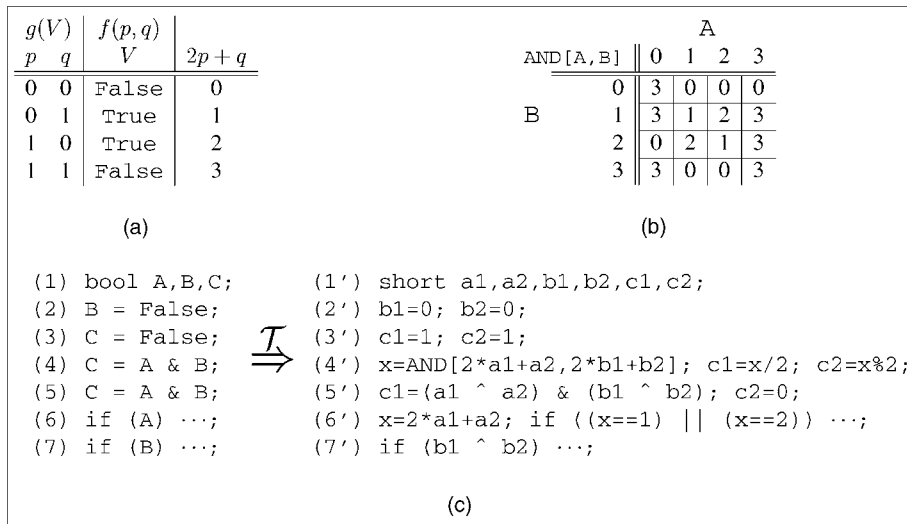 g(V) f(p, q)
p q V 2p + q
0 0 False 0
0 1 True 1
1 0 True 2
1 1 False 3
(a)
A
AND[A,B] 0 1 2 3
0 3 0 0 0
B 1 3 1 2 3
2 0 2 1 3
3 3 0 0 3
(b)
(1) bool A,B,C;
(2) B = False;
(3) C = False;
(4) C = A & B;
(5) C = A & B;
(6) if (A) ···;
(7) if (B) ···;
T
⇒
(1') short a1,a2,b1,b2,c1,c2;
(2') b1=0; b2=0;
(3') c1=1; c2=1;
(4') x=AND[2*a1+a2,2*b1+b2]; c1=x/2; c2=x%2;
(5') c1=(a1 ^ a2) & (b1 ^ b2); c2=0;
(6') x=2*a1+a2; if ((x==1) || (x==2)) ···;
(7') if (b1 ^ b2) ···;
(c)